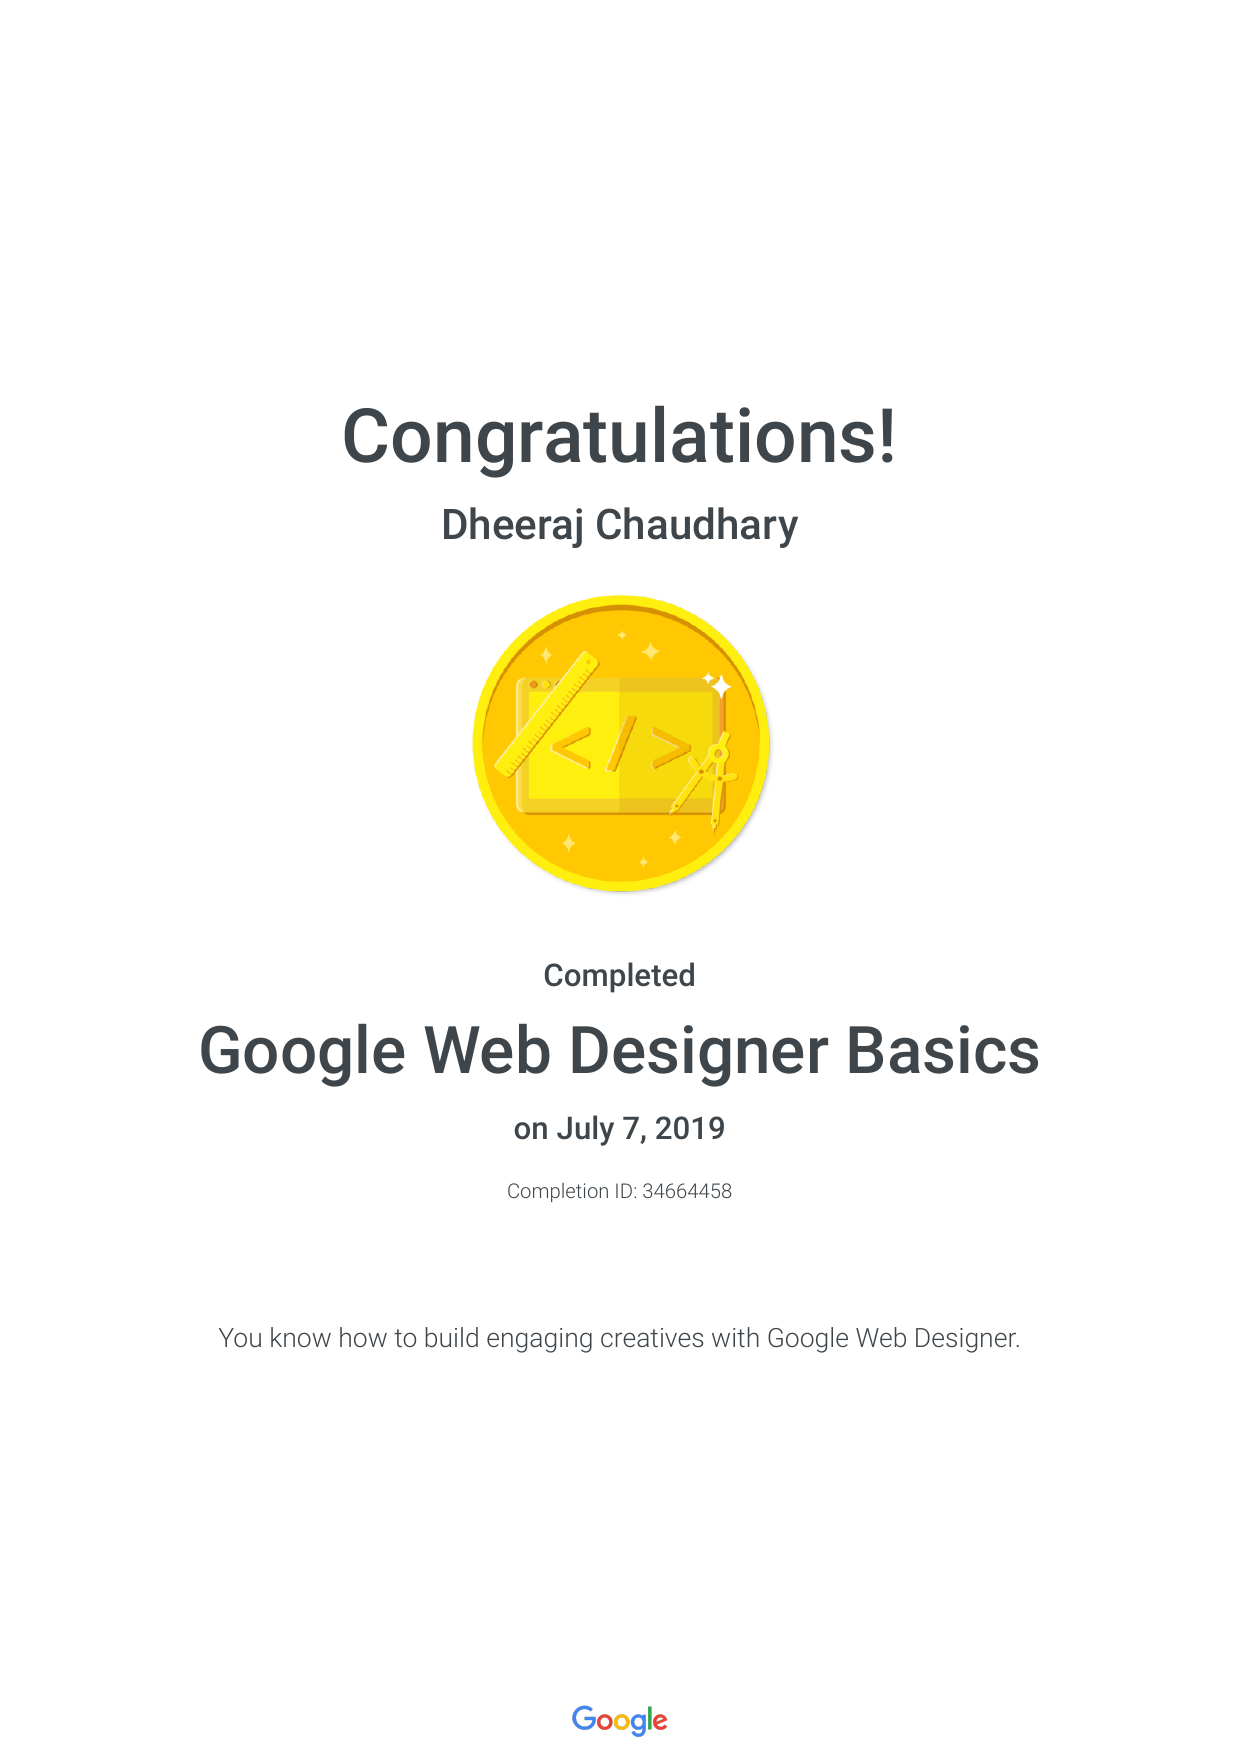 Congratulations!
Dheeraj Chaudhary
</>
Completed
Google Web Designer Basics
on July 7, 2019
Completion ID: 34664458
You know how to build engaging creatives with Google Web Designer.
Google